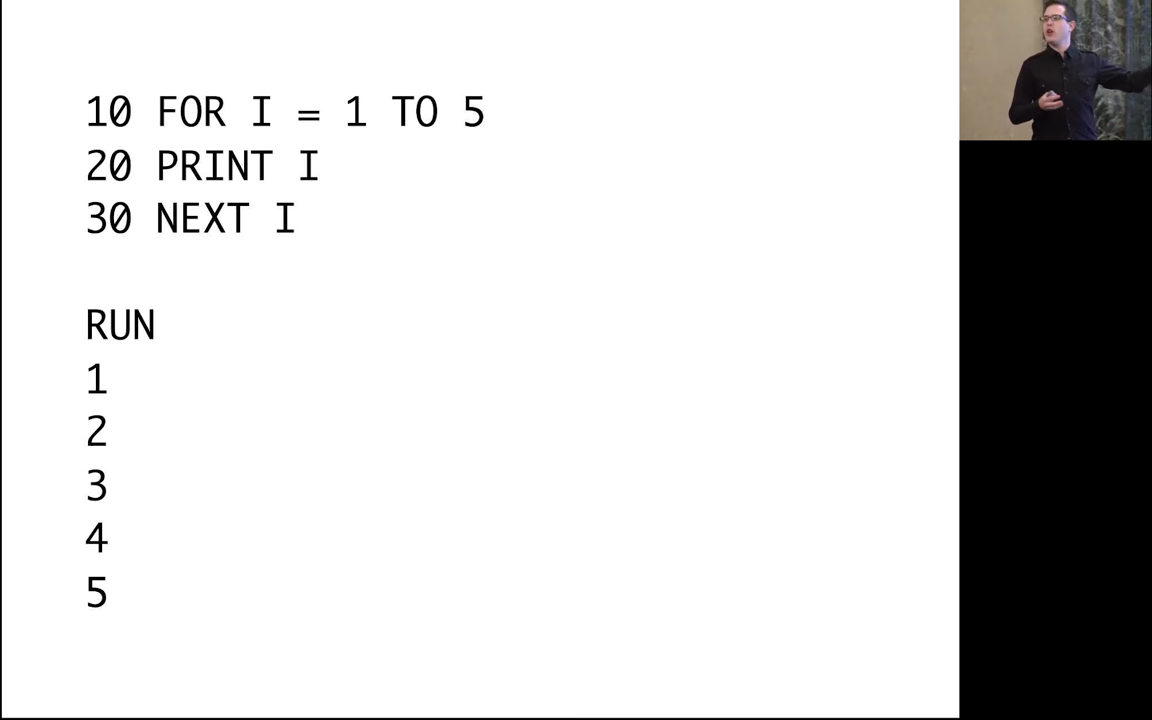 10 FOR I = 1 TO 5
20 PRINT I
30 NEXT I
RUN
1
2
3
4
5